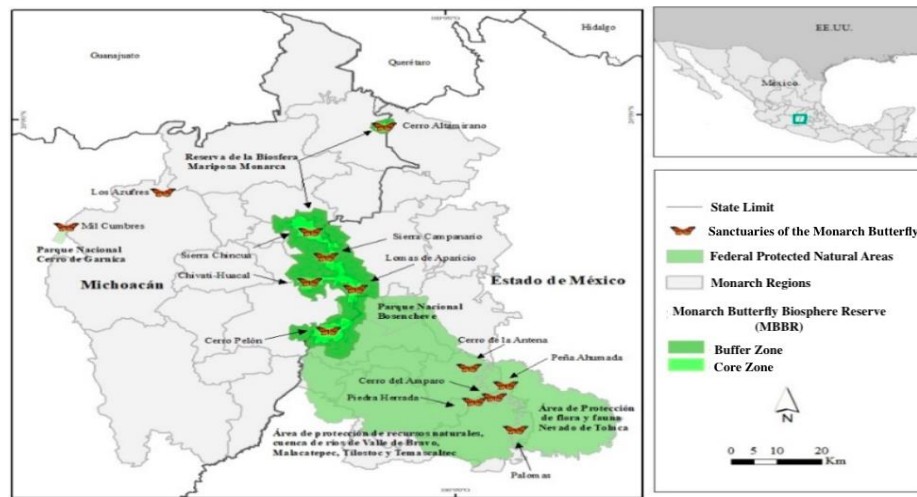 Guanajuato
Querétaro
Hidalgo
Cerro Altamirano
Reserva de la Biosfera
Mariposa Monarca
Los Azufres
Mil Cumbres
Parque Nacional
Cerro de Garnica
Sierra Chincua
Sierra Campanario
Lomas de Aparicio
Chivatí-Huacal
Michoacán
Estado de México
Parque Nacional
Bosencheve
Cerro Pelón
Cerro de la Antena
Peña Ahumada
Cerro del Amparo
Piedra Herrada
Área de Protección
de flora y fauna
Nevado de Toluca
Área de protección de recursos naturales,
cuenca de ríos de Valle de Bravo,
Malacatepec, Tilostoc y Temascaltec
Palomas
EE.UU.
México
State Limit
Sanctuaries of the Monarch Butterfly
Federal Protected Natural Areas
Monarch Regions
Monarch Butterfly Biosphere Reserve
(MBBR)
Buffer Zone
Core Zone
N
0 5 10 20
Km